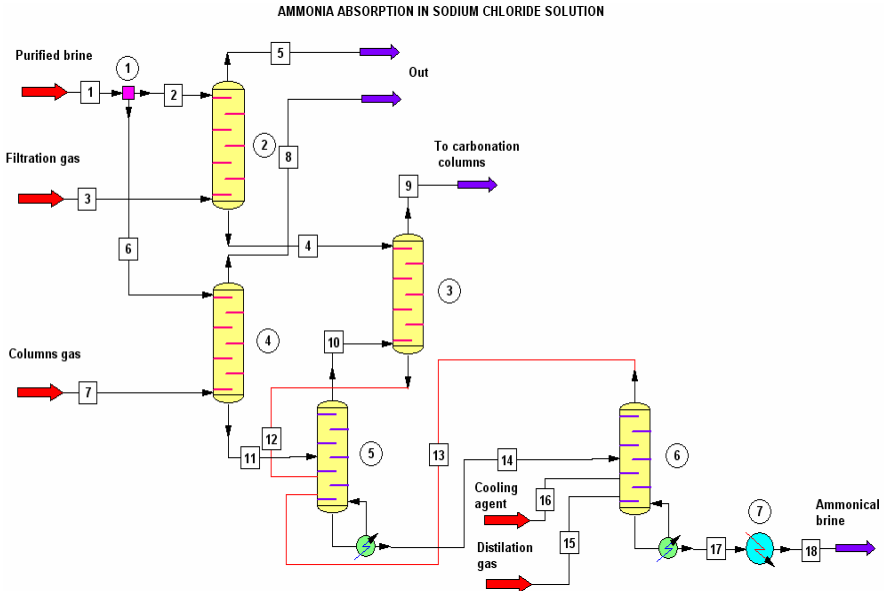 AMMONIA ABSORPTION IN SODIUM CHLORIDE SOLUTION
Purified brine
1
1
2
5
Out
2
8
Filtration gas
3
To carbonation
columns
9
6
4
3
4
10
Columns gas
7
11
12
5
13
14
6
Cooling
agent
16
Distilation
gas
15
17
7
18
Ammonical
brine